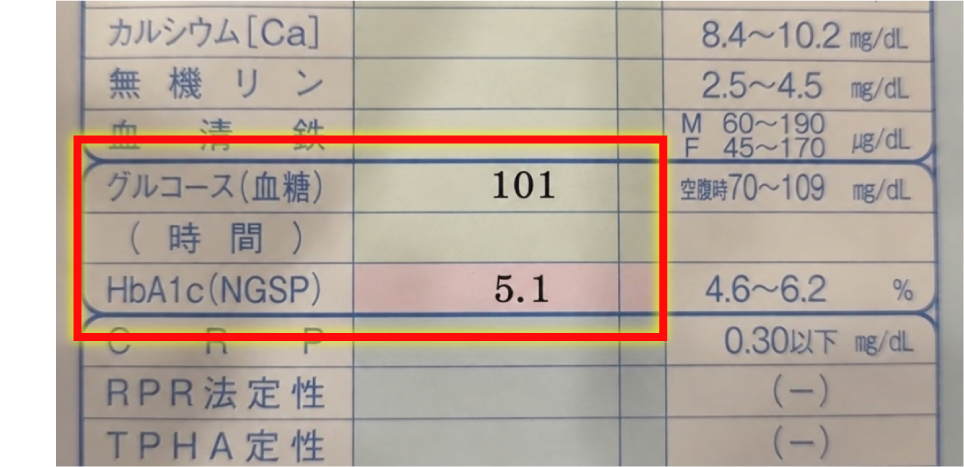 カルシウム[Ca] 8.4～10.2 mg/dL
無機リン 2.5～4.5 mg/dL
血清鉄 M 60～190 F 45～170 μg/dL
グルコース(血糖) 101 空腹時70～109 mg/dL
(時間)
HbA1c(NGSP) 5.1 4.6～6.2 %
CRP 0.30以下 mg/dL
RPR法定性 (－)
TPHA定性 (－)